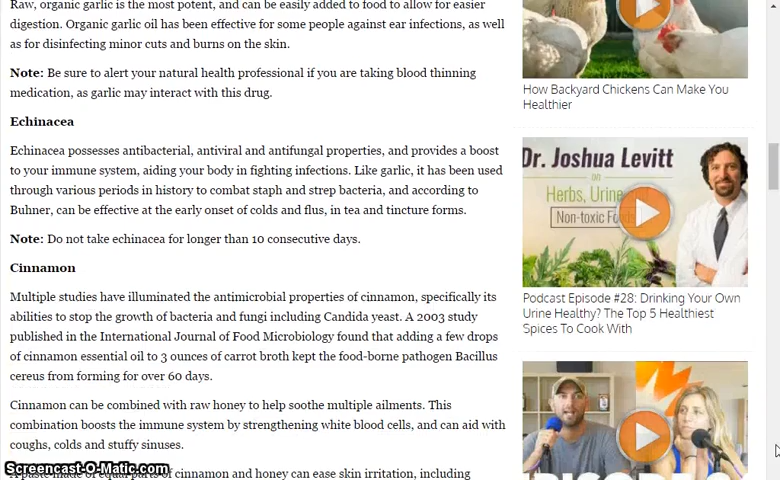 Raw, organic garlic is the most potent, and can be easily added to food to allow for easier
digestion. Organic garlic oil has been effective for some people against ear infections, as well
as for disinfecting minor cuts and burns on the skin.
Note: Be sure to alert your natural health professional if you are taking blood thinning
medication, as garlic may interact with this drug.
Echinacea
Echinacea possesses antibacterial, antiviral and antifungal properties, and provides a boost
to your immune system, aiding your body in fighting infections. Like garlic, it has been used
through various periods in history to combat staph and strep bacteria, and according to
Buhner, can be effective at the early onset of colds and flus, in tea and tincture forms.
Note: Do not take echinacea for longer than 10 consecutive days.
Cinnamon
Multiple studies have illuminated the antimicrobial properties of cinnamon, specifically its
abilities to stop the growth of bacteria and fungi including Candida yeast. A 2003 study
published in the International Journal of Food Microbiology found that adding a few drops
of cinnamon essential oil to 3 ounces of carrot broth kept the food-borne pathogen Bacillus
cereus from forming for over 60 days.
Cinnamon can be combined with raw honey to help soothe multiple ailments. This
combination boosts the immune system by strengthening white blood cells, and can aid with
coughs, colds and stuffy sinuses.
A paste made of equal parts of cinnamon and honey can ease skin irritation, including
Screencast-O-Matic.com
How Backyard Chickens Can Make You
Healthier
Dr. Joshua Levitt
on
Herbs, Urine
Non-toxic Foods
Podcast Episode #28: Drinking Your Own
Urine Healthy? The Top 5 Healthiest
Spices To Cook With
EPISODE